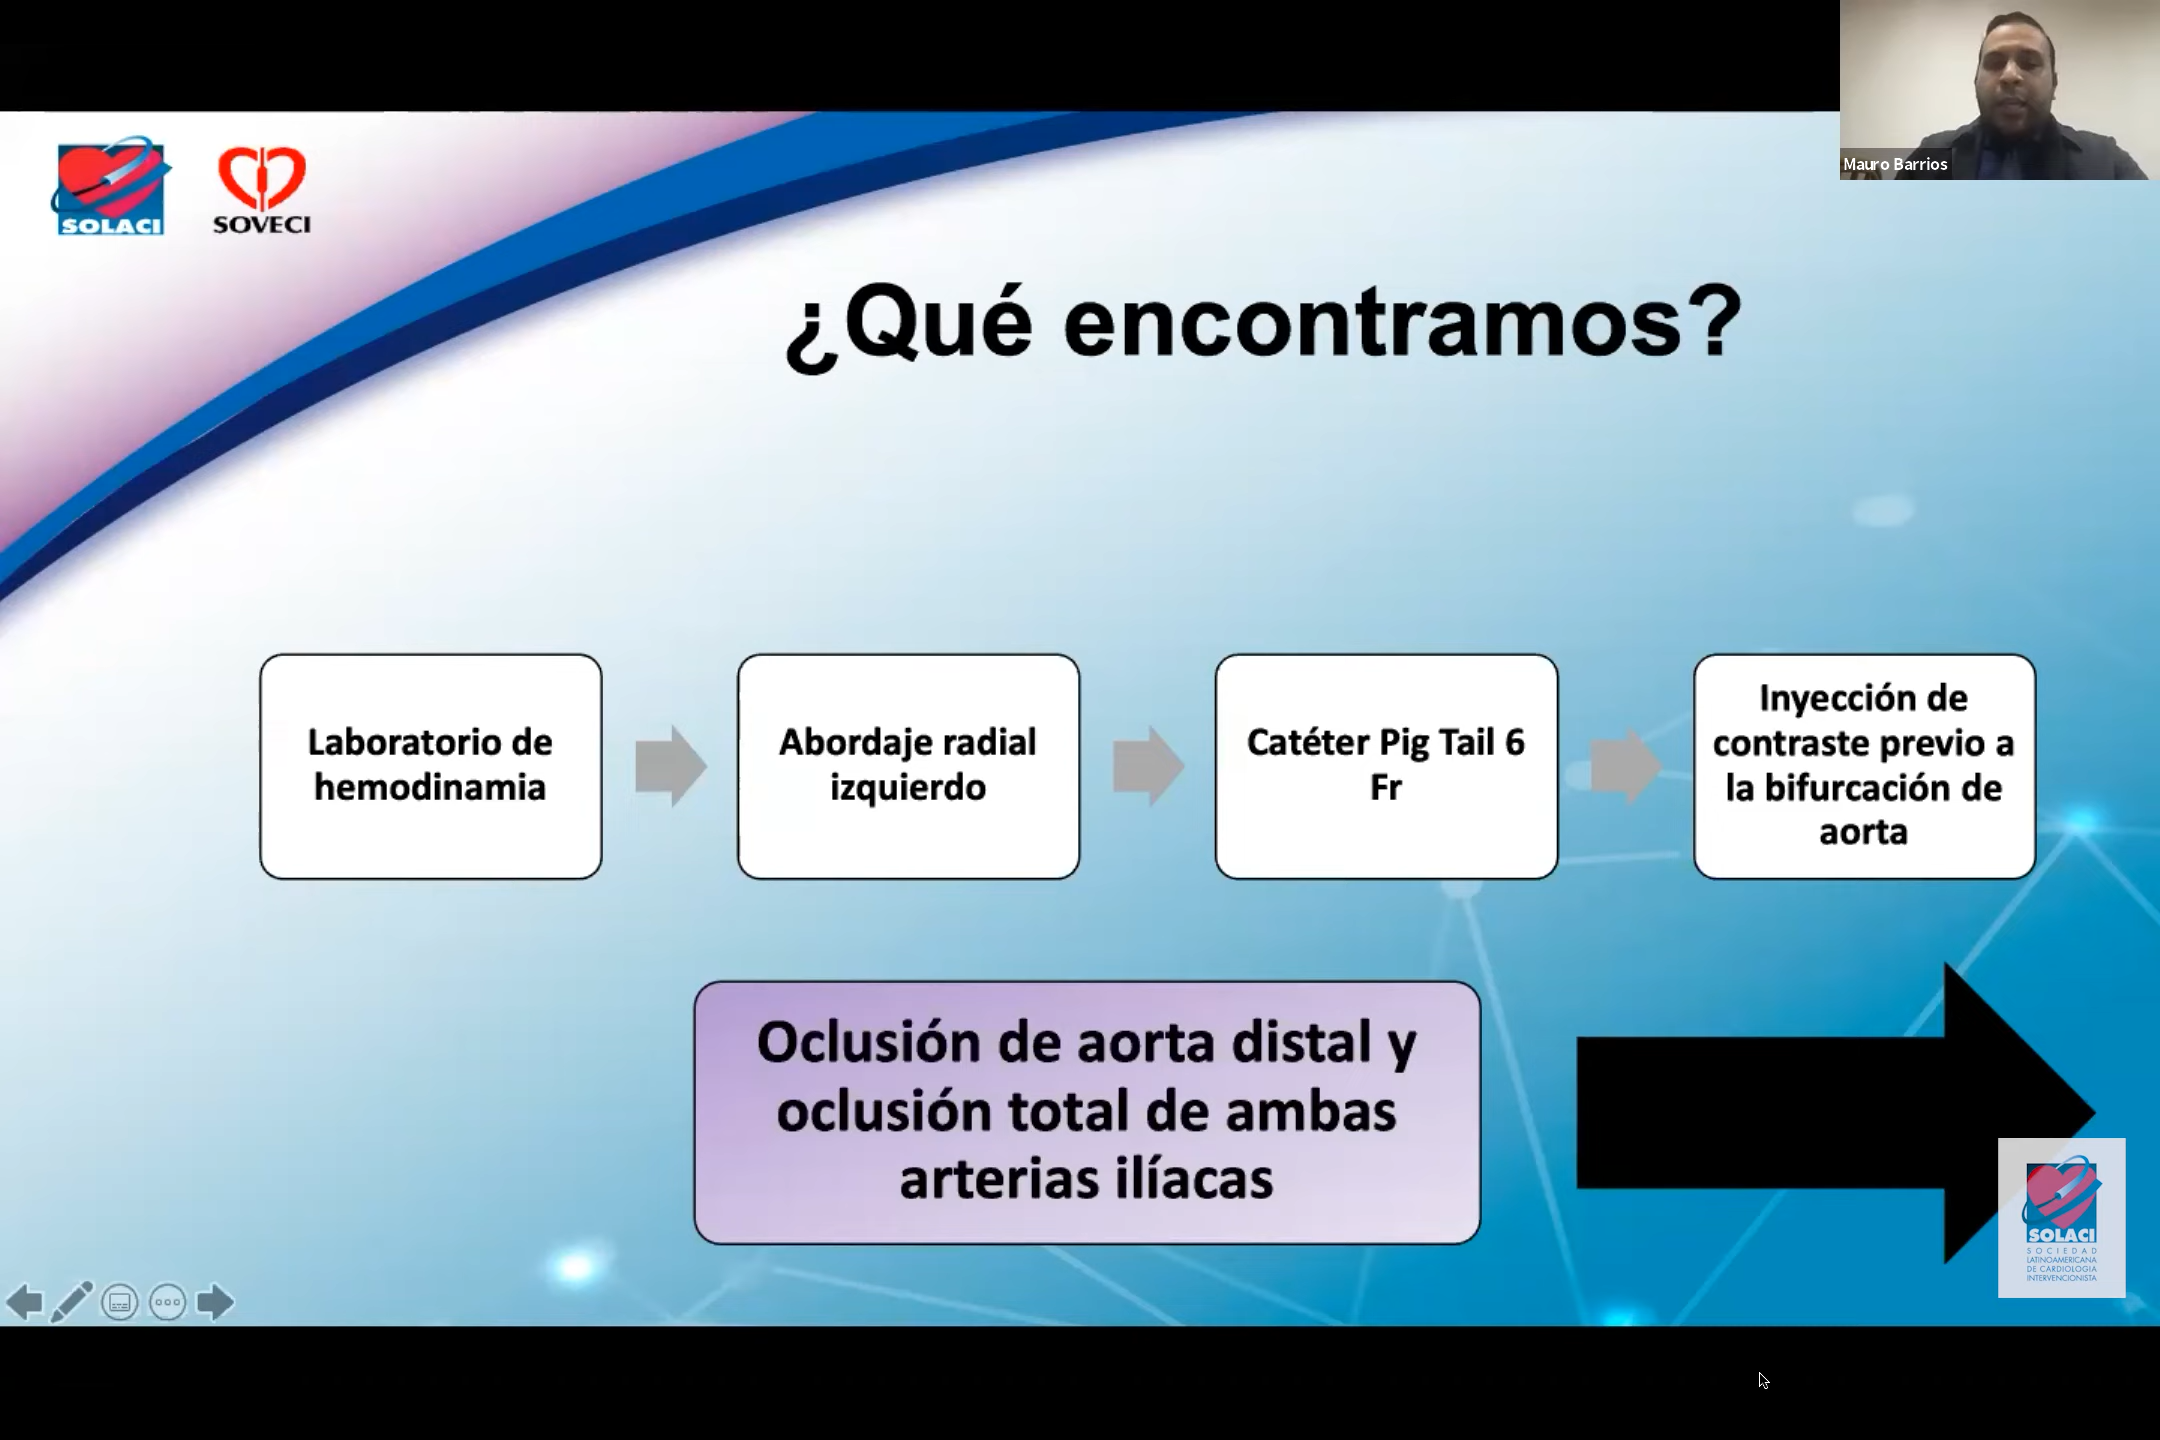 Mauro Barrios
SOLACI
SOVECI
¿Qué encontramos?
Laboratorio de
hemodinamia
Abordaje radial
izquierdo
Catéter Pig Tail 6
Fr
Inyección de
contraste previo a
la bifurcación de
aorta
Oclusión de aorta distal y
oclusión total de ambas
arterias ilíacas
SOLACI
SOCIEDAD
LATINOAMERICANA
DE CARDIOLOGIA
INTERVENCIONISTA